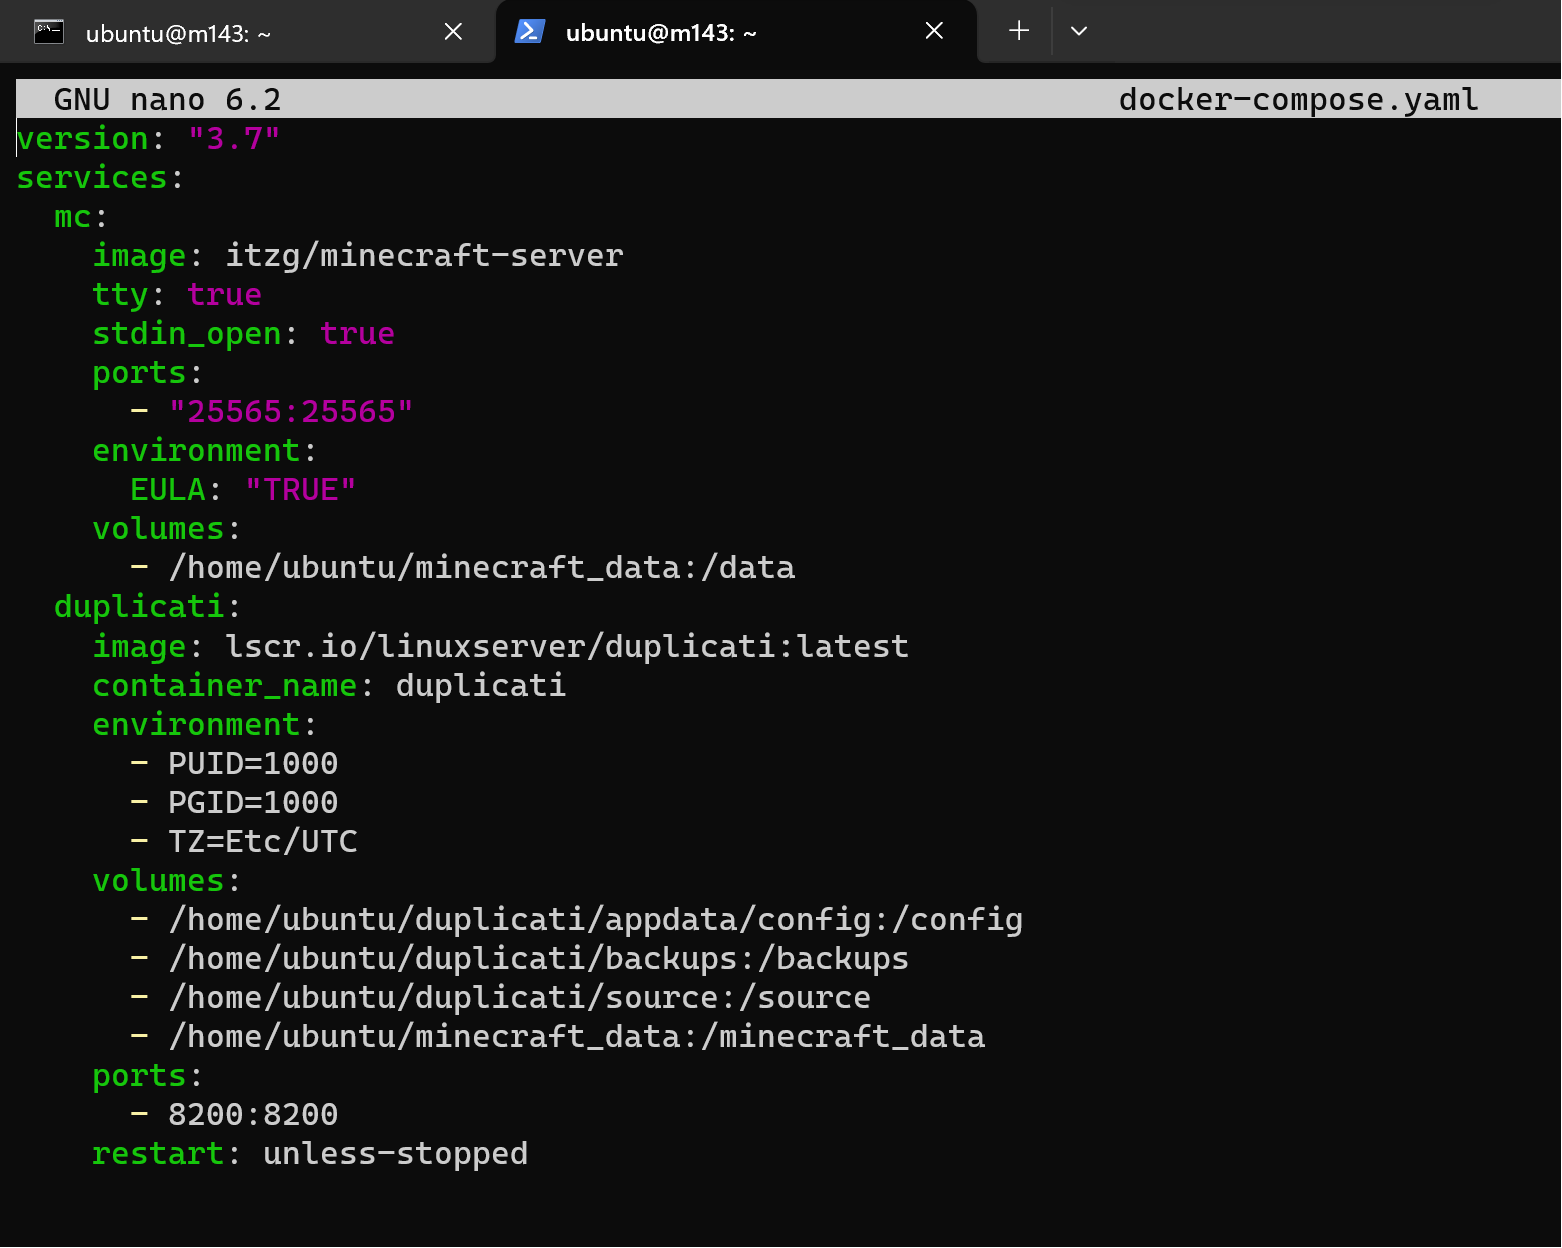 ubuntu@m143: ~
ubuntu@m143: ~
GNU nano 6.2 docker-compose.yaml
version: "3.7"
services:
  mc:
    image: itzg/minecraft-server
    tty: true
    stdin_open: true
    ports:
      - "25565:25565"
    environment:
      EULA: "TRUE"
    volumes:
      - /home/ubuntu/minecraft_data:/data
  duplicati:
    image: lscr.io/linuxserver/duplicati:latest
    container_name: duplicati
    environment:
      - PUID=1000
      - PGID=1000
      - TZ=Etc/UTC
    volumes:
      - /home/ubuntu/duplicati/appdata/config:/config
      - /home/ubuntu/duplicati/backups:/backups
      - /home/ubuntu/duplicati/source:/source
      - /home/ubuntu/minecraft_data:/minecraft_data
    ports:
      - 8200:8200
    restart: unless-stopped